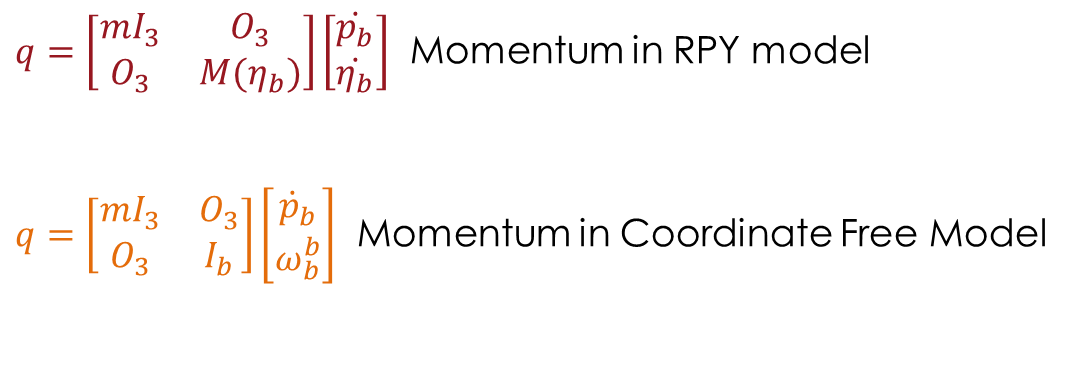 q = [mI₃ O₃; O₃ M(η_b)] [ṗ_b; η̇_b] Momentum in RPY model
q = [mI₃ O₃; O₃ I_b] [ṗ_b; ω_b^b] Momentum in Coordinate Free Model